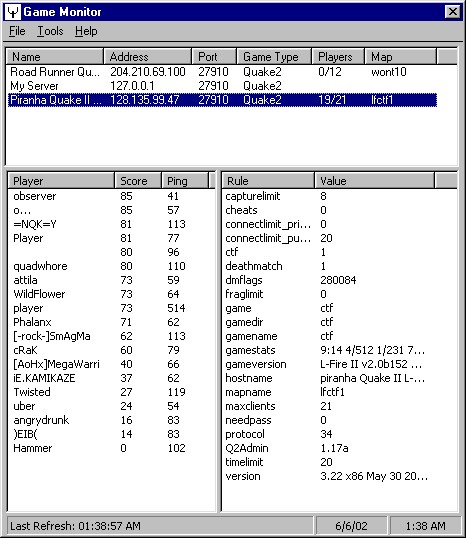 Game Monitor
File Tools Help
Name Address Port Game Type Players Map
Road Runner Qu... 204.210.69.100 27910 Quake2 0/12 wont10
My Server 127.0.0.1 27910 Quake2
Piranha Quake II ... 128.135.99.47 27910 Quake2 19/21 lfctf1
Player Score Ping
observer 85 41
o... 85 57
=NQK=Y 81 113
Player 81 77
80 96
quadwhore 80 110
attila 73 59
WildFlower 73 64
player 73 514
Phalanx 71 62
[-rock-]SmAgMa 62 113
cRaK 60 79
[AoHx]MegaWarri 40 66
iE.KAMIKAZE 37 62
Twisted 27 119
uber 24 54
angrydrunk 16 83
)EIB( 14 83
Hammer 0 102
Rule Value
capturelimit 8
cheats 0
connectlimit_pri... 0
connectlimit_pu... 20
ctf 1
deathmatch 1
dmflags 280084
fraglimit 0
game ctf
gamedir ctf
gamename ctf
gamestats 9:14 4/512 1/231 7...
gameversion L-Fire II v2.0b152 ...
hostname piranha Quake II L-...
mapname lfctf1
maxclients 21
needpass 0
protocol 34
Q2Admin 1.17a
timelimit 20
version 3.22 x86 May 30 20...
Last Refresh: 01:38:57 AM 6/6/02 1:38 AM